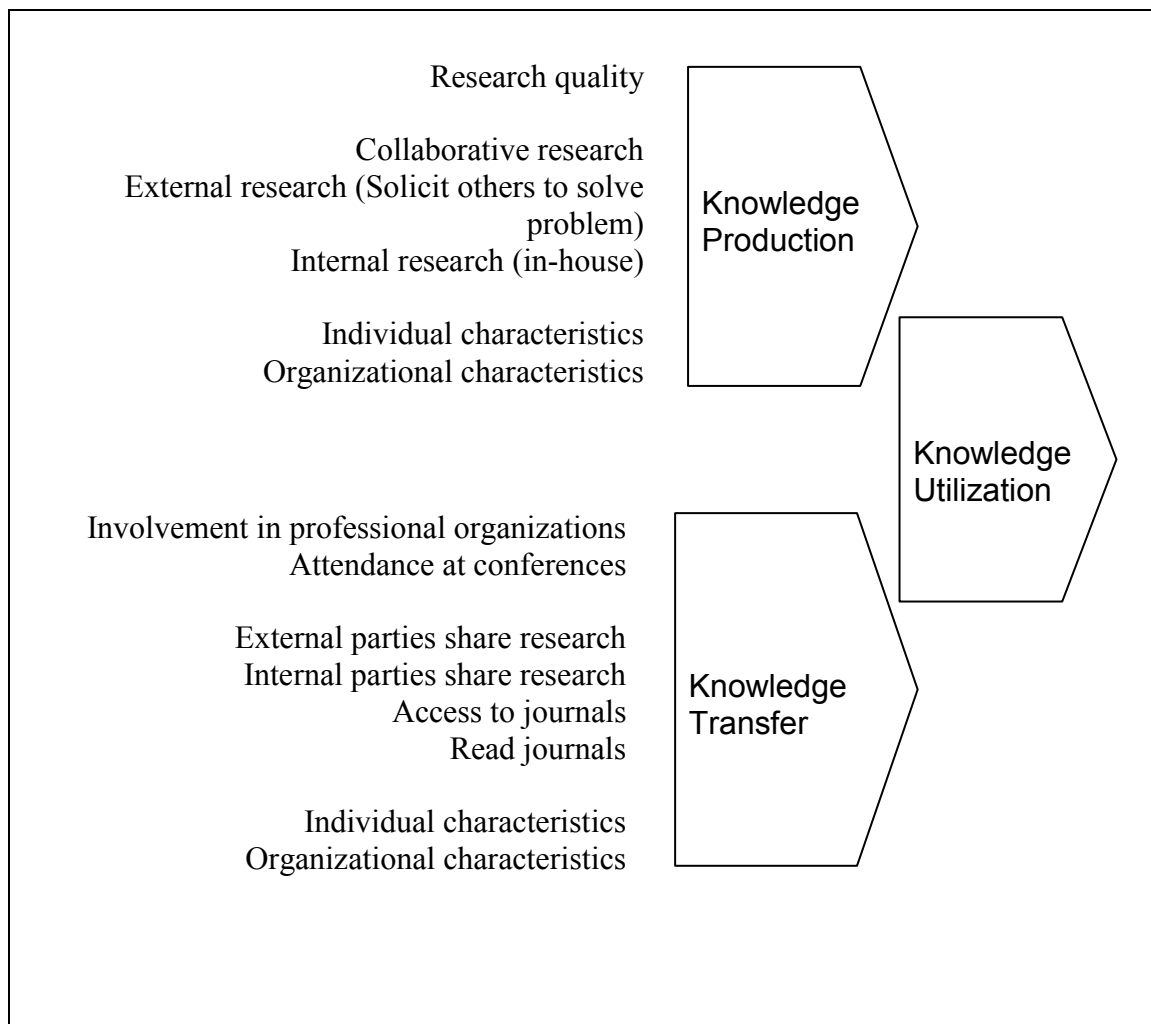 Research quality
Collaborative research
External research (Solicit others to solve
problem)
Internal research (in-house)
Individual characteristics
Organizational characteristics
Knowledge
Production
Knowledge
Utilization
Involvement in professional organizations
Attendance at conferences
External parties share research
Internal parties share research
Access to journals
Read journals
Individual characteristics
Organizational characteristics
Knowledge
Transfer